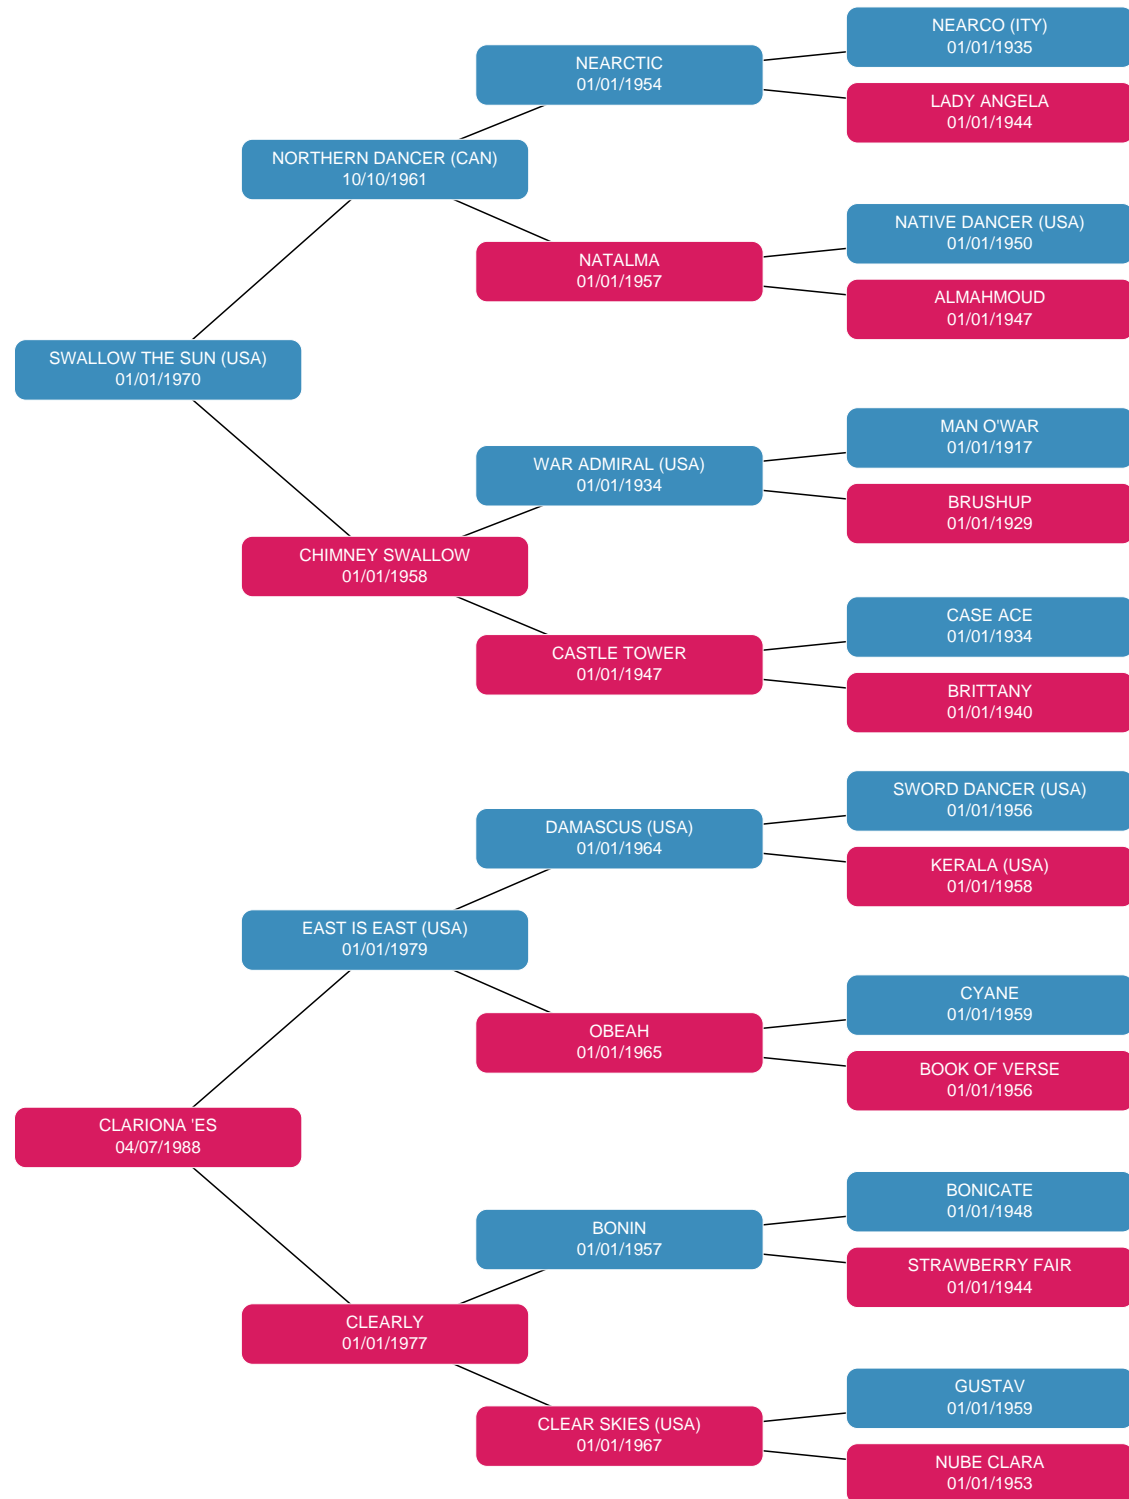 NEARCO (ITY)
01/01/1935
NEARCTIC
01/01/1954
LADY ANGELA
01/01/1944
NORTHERN DANCER (CAN)
10/10/1961
NATIVE DANCER (USA)
01/01/1950
NATALMA
01/01/1957
ALMAHMOUD
01/01/1947
SWALLOW THE SUN (USA)
01/01/1970
MAN O'WAR
01/01/1917
WAR ADMIRAL (USA)
01/01/1934
BRUSHUP
01/01/1929
CHIMNEY SWALLOW
01/01/1958
CASE ACE
01/01/1934
CASTLE TOWER
01/01/1947
BRITTANY
01/01/1940
SWORD DANCER (USA)
01/01/1956
DAMASCUS (USA)
01/01/1964
KERALA (USA)
01/01/1958
EAST IS EAST (USA)
01/01/1979
CYANE
01/01/1959
OBEAH
01/01/1965
BOOK OF VERSE
01/01/1956
CLARIONA 'ES
04/07/1988
BONICATE
01/01/1948
BONIN
01/01/1957
STRAWBERRY FAIR
01/01/1944
CLEARLY
01/01/1977
GUSTAV
01/01/1959
CLEAR SKIES (USA)
01/01/1967
NUBE CLARA
01/01/1953